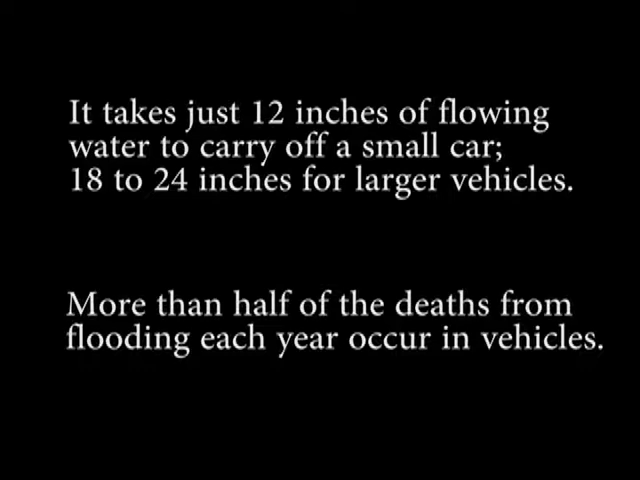 It takes just 12 inches of flowing
water to carry off a small car;
18 to 24 inches for larger vehicles.
More than half of the deaths from
flooding each year occur in vehicles.